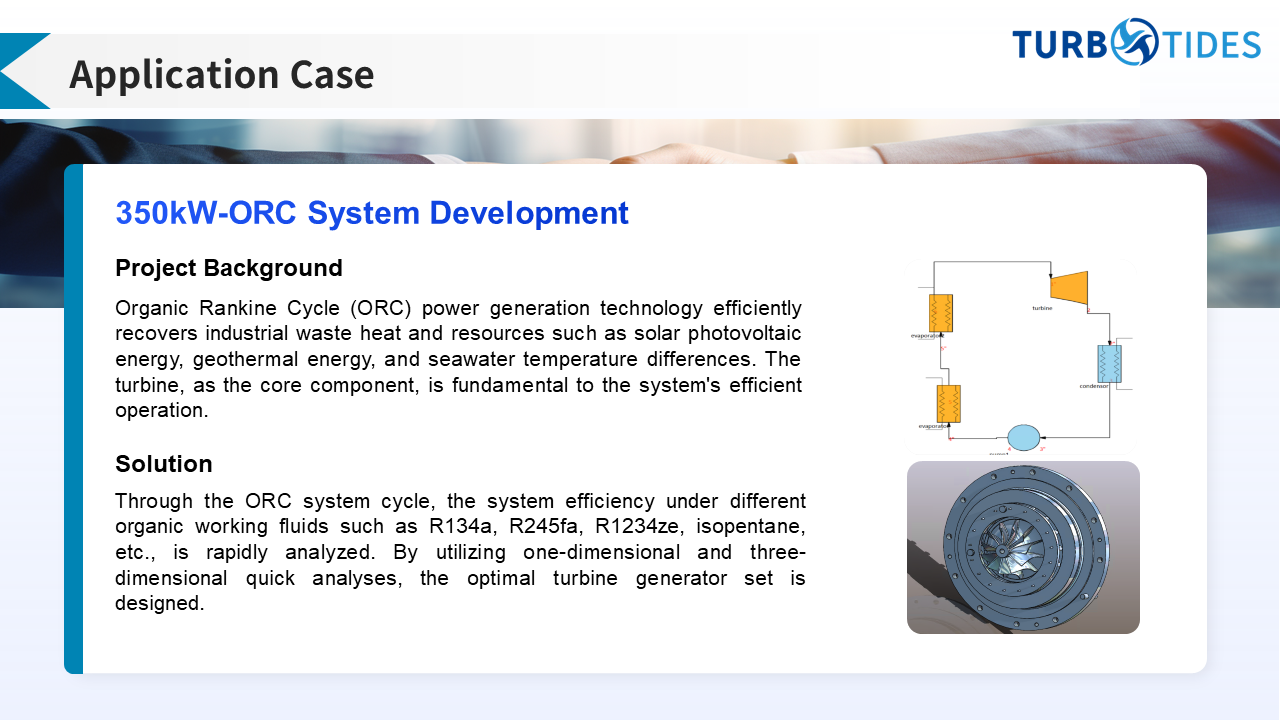 TURBOTIDES
Application Case
350kW-ORC System Development
Project Background
Organic Rankine Cycle (ORC) power generation technology efficiently
recovers industrial waste heat and resources such as solar photovoltaic
energy, geothermal energy, and seawater temperature differences. The
turbine, as the core component, is fundamental to the system's efficient
operation.
Solution
Through the ORC system cycle, the system efficiency under different
organic working fluids such as R134a, R245fa, R1234ze, isopentane,
etc., is rapidly analyzed. By utilizing one-dimensional and three-
dimensional quick analyses, the optimal turbine generator set is
designed.
turbine
evaporator
condensor
evaporator